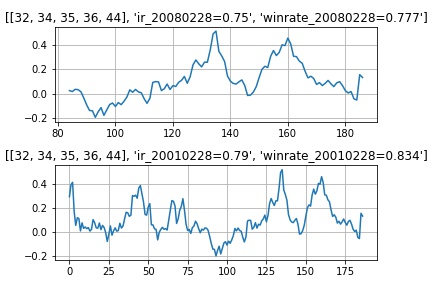 [[32, 34, 35, 36, 44], 'ir_20080228=0.75', 'winrate_20080228=0.777']
0.4
0.2
0.0
−0.2
80 100 120 140 160 180
[[32, 34, 35, 36, 44], 'ir_20010228=0.79', 'winrate_20010228=0.834']
0.4
0.2
0.0
−0.2
0 25 50 75 100 125 150 175